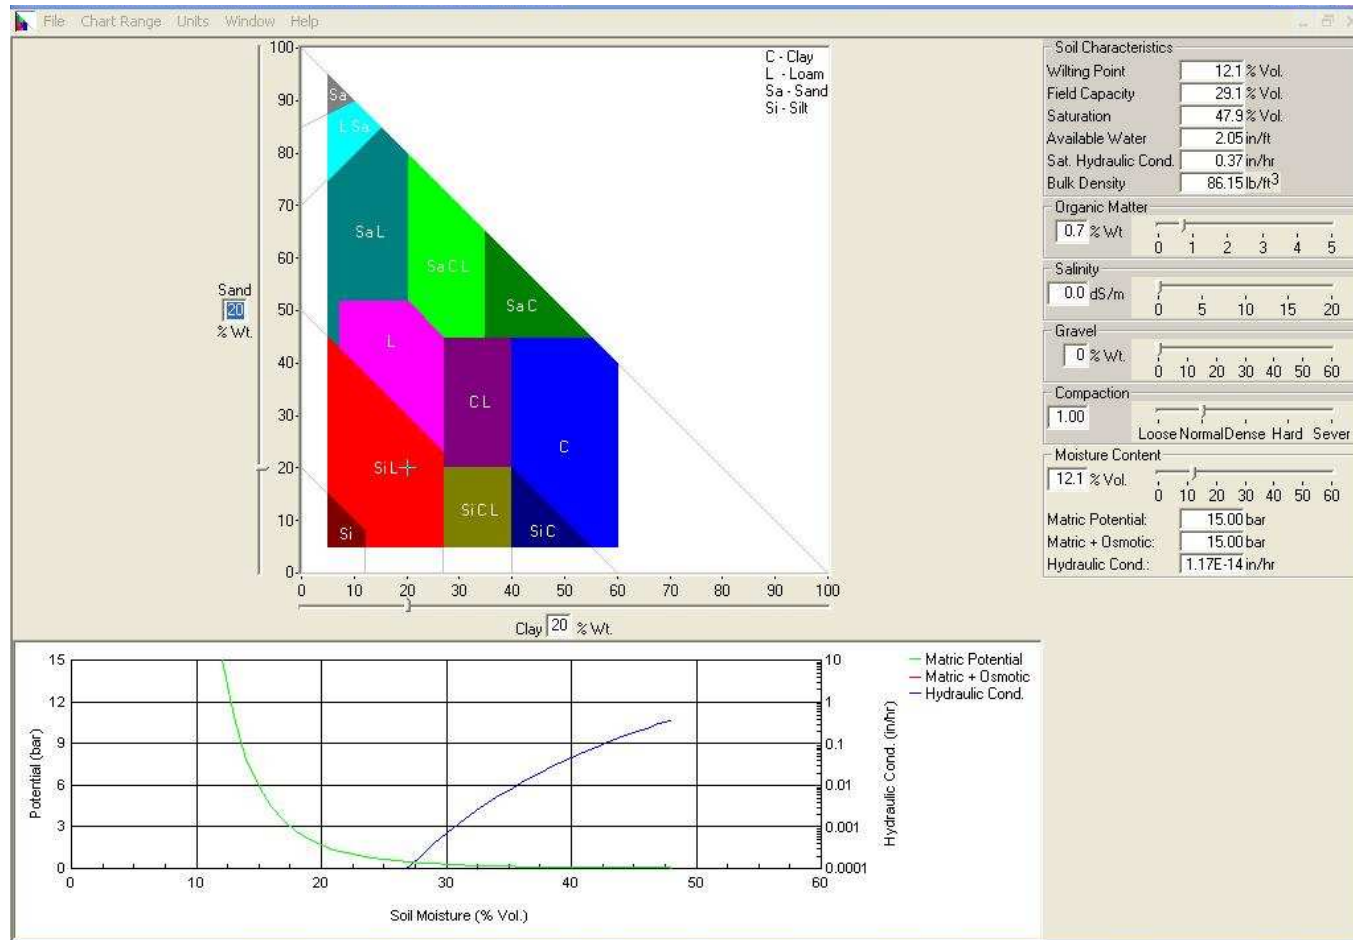 File Chart Range Units Window Help
100
90
80
70
60
50
40
30
20
10
0
C - Clay
L - Loam
Sa - Sand
Si - Silt
Sa
L Sa
Sa L
Sa C L
Sa C
L
C L
C
Si L
Si C L
Si C
Si
Sand
20
% Wt.
0 10 20 30 40 50 60 70 80 90 100
Clay 20 % Wt.
Soil Characteristics
Wilting Point 12.1 % Vol.
Field Capacity 29.1 % Vol.
Saturation 47.9 % Vol.
Available Water 2.05 in/ft
Sat. Hydraulic Cond. 0.37 in/hr
Bulk Density 86.15 lb/ft3
Organic Matter
0.7 % Wt
0 1 2 3 4 5
Salinity
0.0 dS/m
0 5 10 15 20
Gravel
0 % Wt.
0 10 20 30 40 50 60
Compaction
1.00
Loose Normal Dense Hard Sever
Moisture Content
12.1 % Vol.
0 10 20 30 40 50 60
Matric Potential: 15.00 bar
Matric + Osmotic: 15.00 bar
Hydraulic Cond.: 1.17E-14 in/hr
Potential (bar)
15
12
9
6
3
0
0 10 20 30 40 50 60
Soil Moisture (% Vol.)
10
1
0.1
0.01
0.001
0.0001
Hydraulic Cond. (in/hr)
Matric Potential
Matric + Osmotic
Hydraulic Cond.